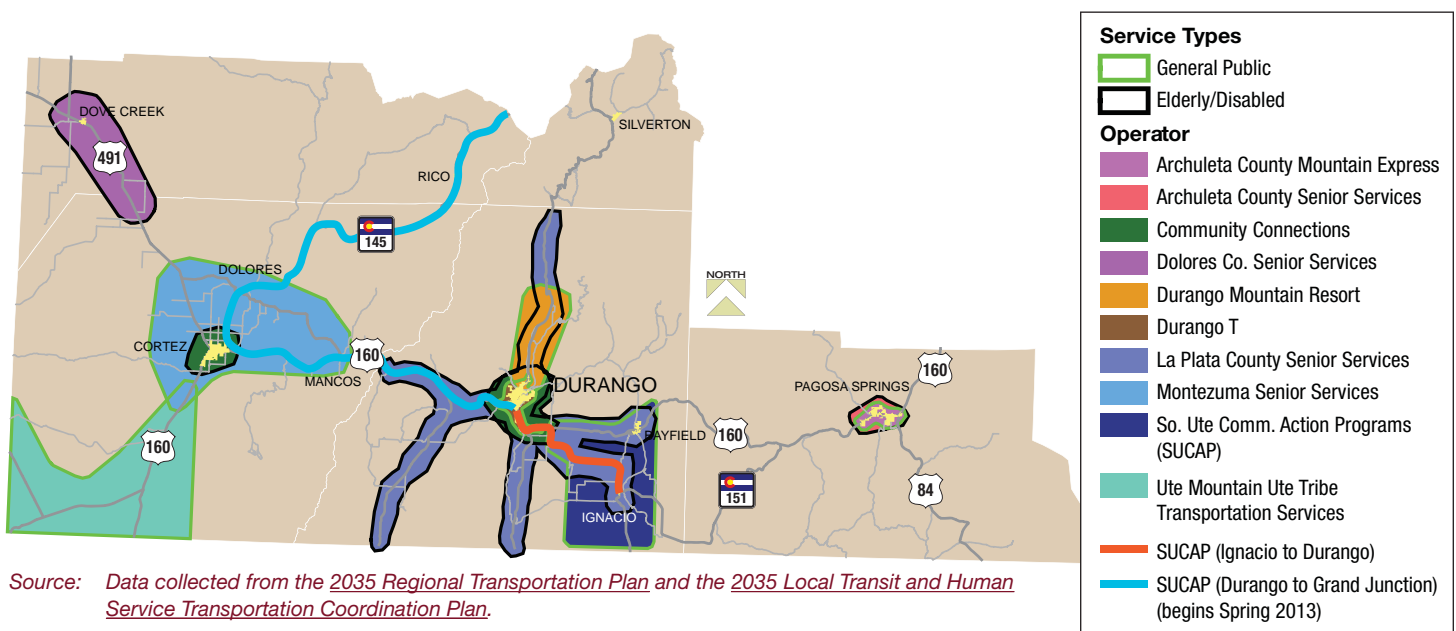 DOVE CREEK
491
SILVERTON
RICO
145
DOLORES
NORTH
CORTEZ
160
MANCOS
DURANGO
PAGOSA SPRINGS
160
BAYFIELD
160
160
151
84
IGNACIO
Source: Data collected from the 2035 Regional Transportation Plan and the 2035 Local Transit and Human
Service Transportation Coordination Plan.
Service Types
General Public
Elderly/Disabled
Operator
Archuleta County Mountain Express
Archuleta County Senior Services
Community Connections
Dolores Co. Senior Services
Durango Mountain Resort
Durango T
La Plata County Senior Services
Montezuma Senior Services
So. Ute Comm. Action Programs
(SUCAP)
Ute Mountain Ute Tribe
Transportation Services
SUCAP (Ignacio to Durango)
SUCAP (Durango to Grand Junction)
(begins Spring 2013)